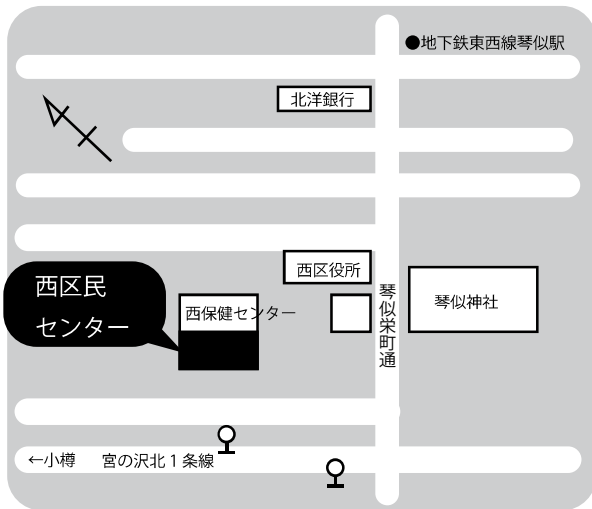 ●地下鉄東西線琴似駅
北洋銀行
西区役所
西区民
センター
西保健センター
琴似栄町通
琴似神社
←小樽 宮の沢北1条線